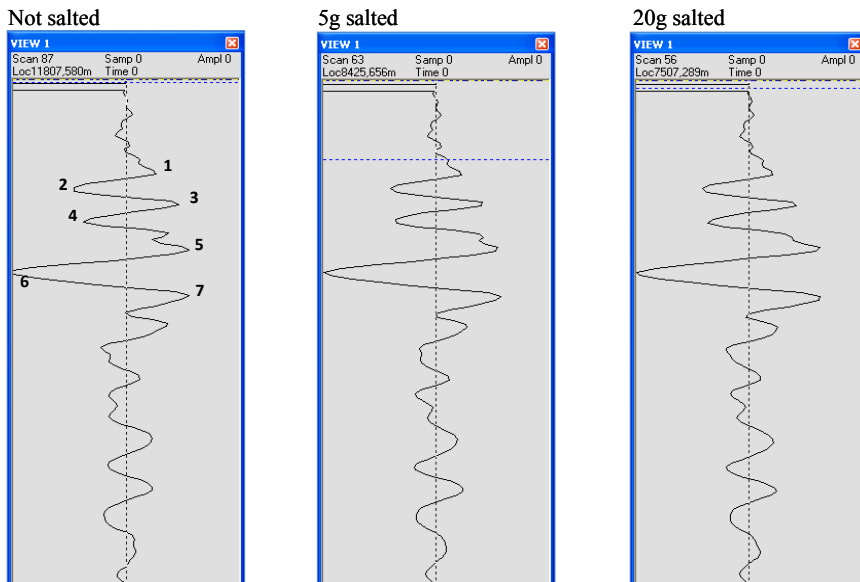 Not salted
VIEW 1
Scan 87 Samp 0 Ampl 0
Loc11807,580m Time 0
1
2
3
4
5
6
7
5g salted
VIEW 1
Scan 63 Samp 0 Ampl 0
Loc8425,656m Time 0
20g salted
VIEW 1
Scan 56 Samp 0 Ampl 0
Loc7507,289m Time 0